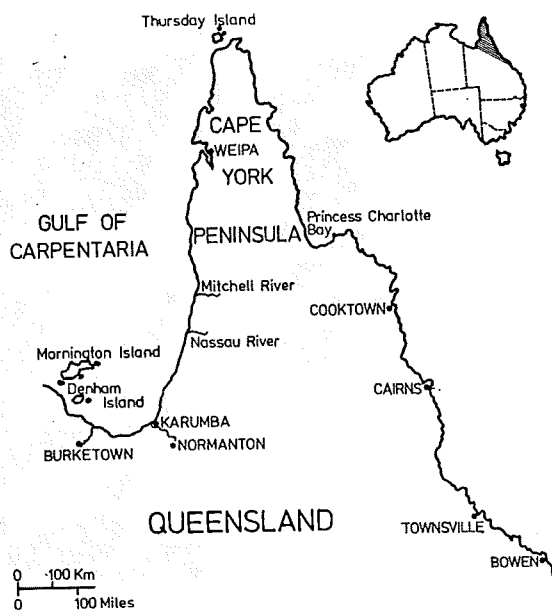 Thursday Island
CAPE
WEIPA
YORK
GULF OF
CARPENTARIA
PENINSULA
Princess Charlotte
Bay
Mitchell River
COOKTOWN
Nassau River
Mornington Island
Denham
Island
CAIRNS
KARUMBA
BURKETOWN
NORMANTON
QUEENSLAND
TOWNSVILLE
BOWEN
0 100 Km
0 100 Miles